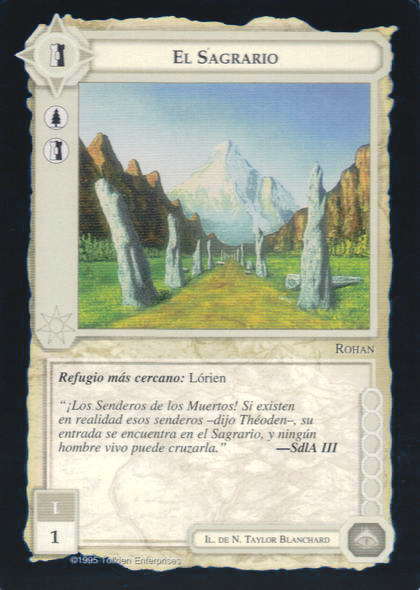 El Sagrario
Rohan
Refugio más cercano: Lórien
“¡Los Senderos de los Muertos! Si existen
en realidad esos senderos –dijo Théoden–, su
entrada se encuentra en el Sagrario, y ningún
hombre vivo puede cruzarla.” —SdlA III
I
1
Il. de N. Taylor Blanchard
©1995 Tolkien Enterprises